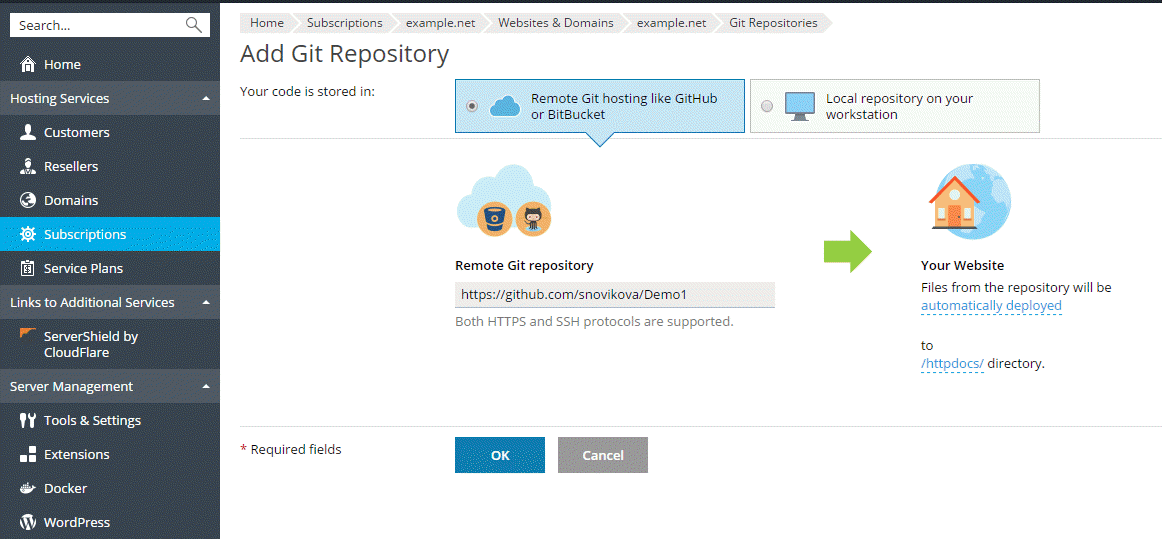 Search...
Home
Hosting Services
Customers
Resellers
Domains
Subscriptions
Service Plans
Links to Additional Services
ServerShield by
CloudFlare
Server Management
Tools & Settings
Extensions
Docker
WordPress
Home Subscriptions example.net Websites & Domains example.net Git Repositories
Add Git Repository
Your code is stored in:
Remote Git hosting like GitHub
or BitBucket
Local repository on your
workstation
Remote Git repository
https://github.com/snovikova/Demo1
Both HTTPS and SSH protocols are supported.
Your Website
Files from the repository will be
automatically deployed
to
/httpdocs/ directory.
* Required fields
OK
Cancel